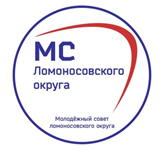 МС
Ломоносовского
округа
Молодёжный совет
ломоносовского округа